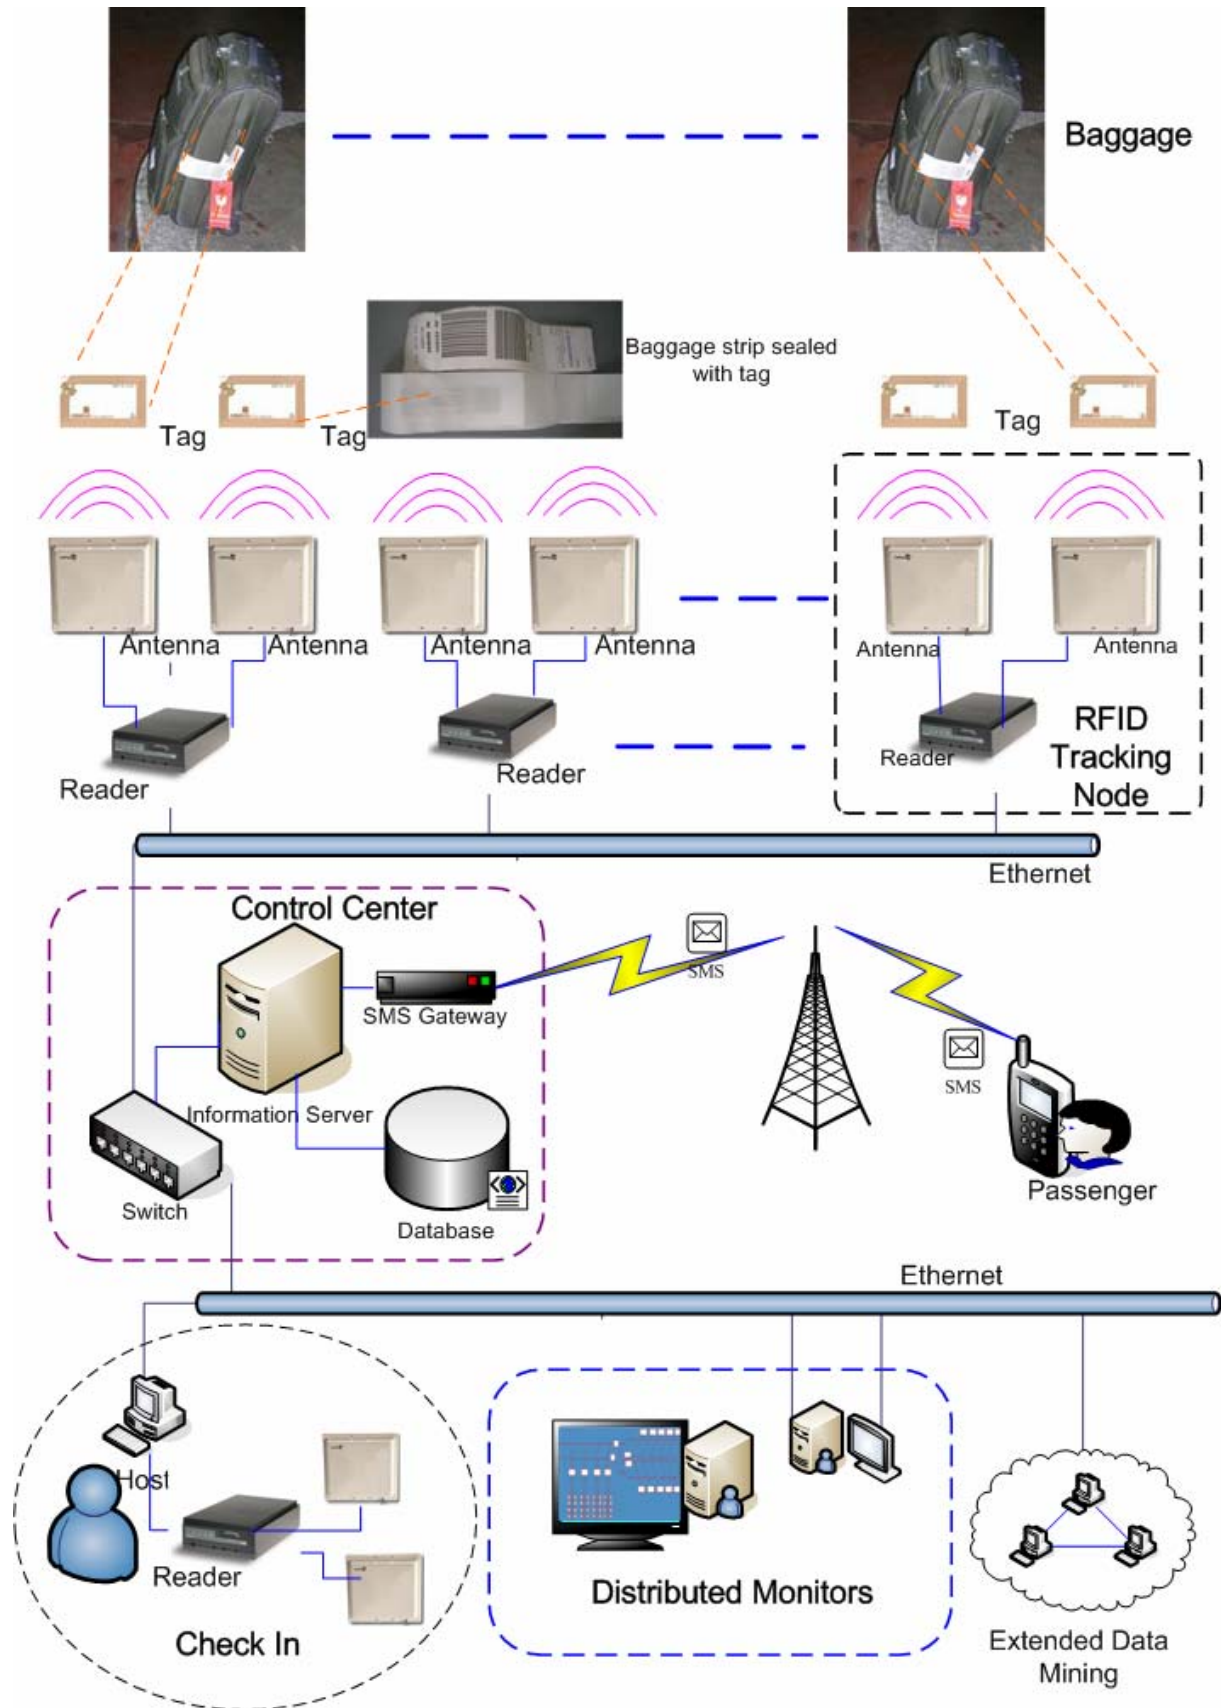 Baggage
Baggage strip sealed
with tag
Tag
Tag
Tag
Antenna
Antenna
Antenna
Antenna
Antenna
Antenna
Reader
Reader
Reader
RFID
Tracking
Node
Ethernet
Control Center
SMS
SMS Gateway
SMS
Information Server
Switch
Database
Passenger
Ethernet
Host
Reader
Check In
Distributed Monitors
Extended Data
Mining